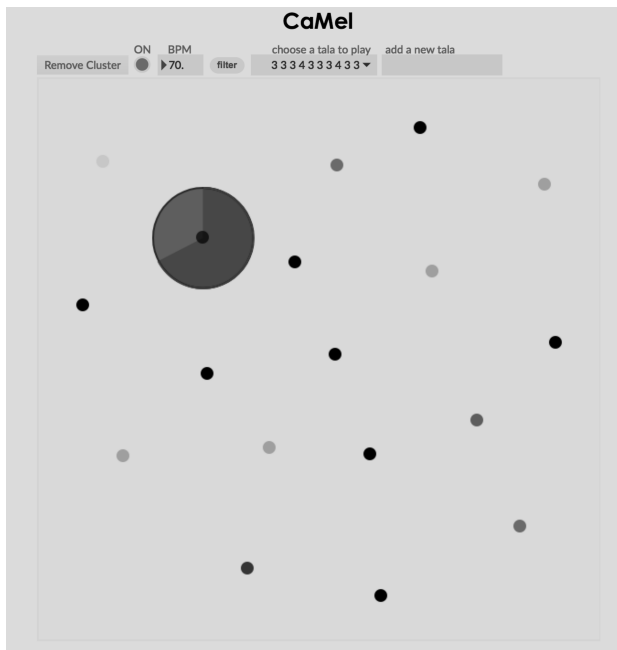 CaMel
ON BPM choose a tala to play add a new tala
Remove Cluster 70. filter 3 3 3 4 3 3 3 4 3 3